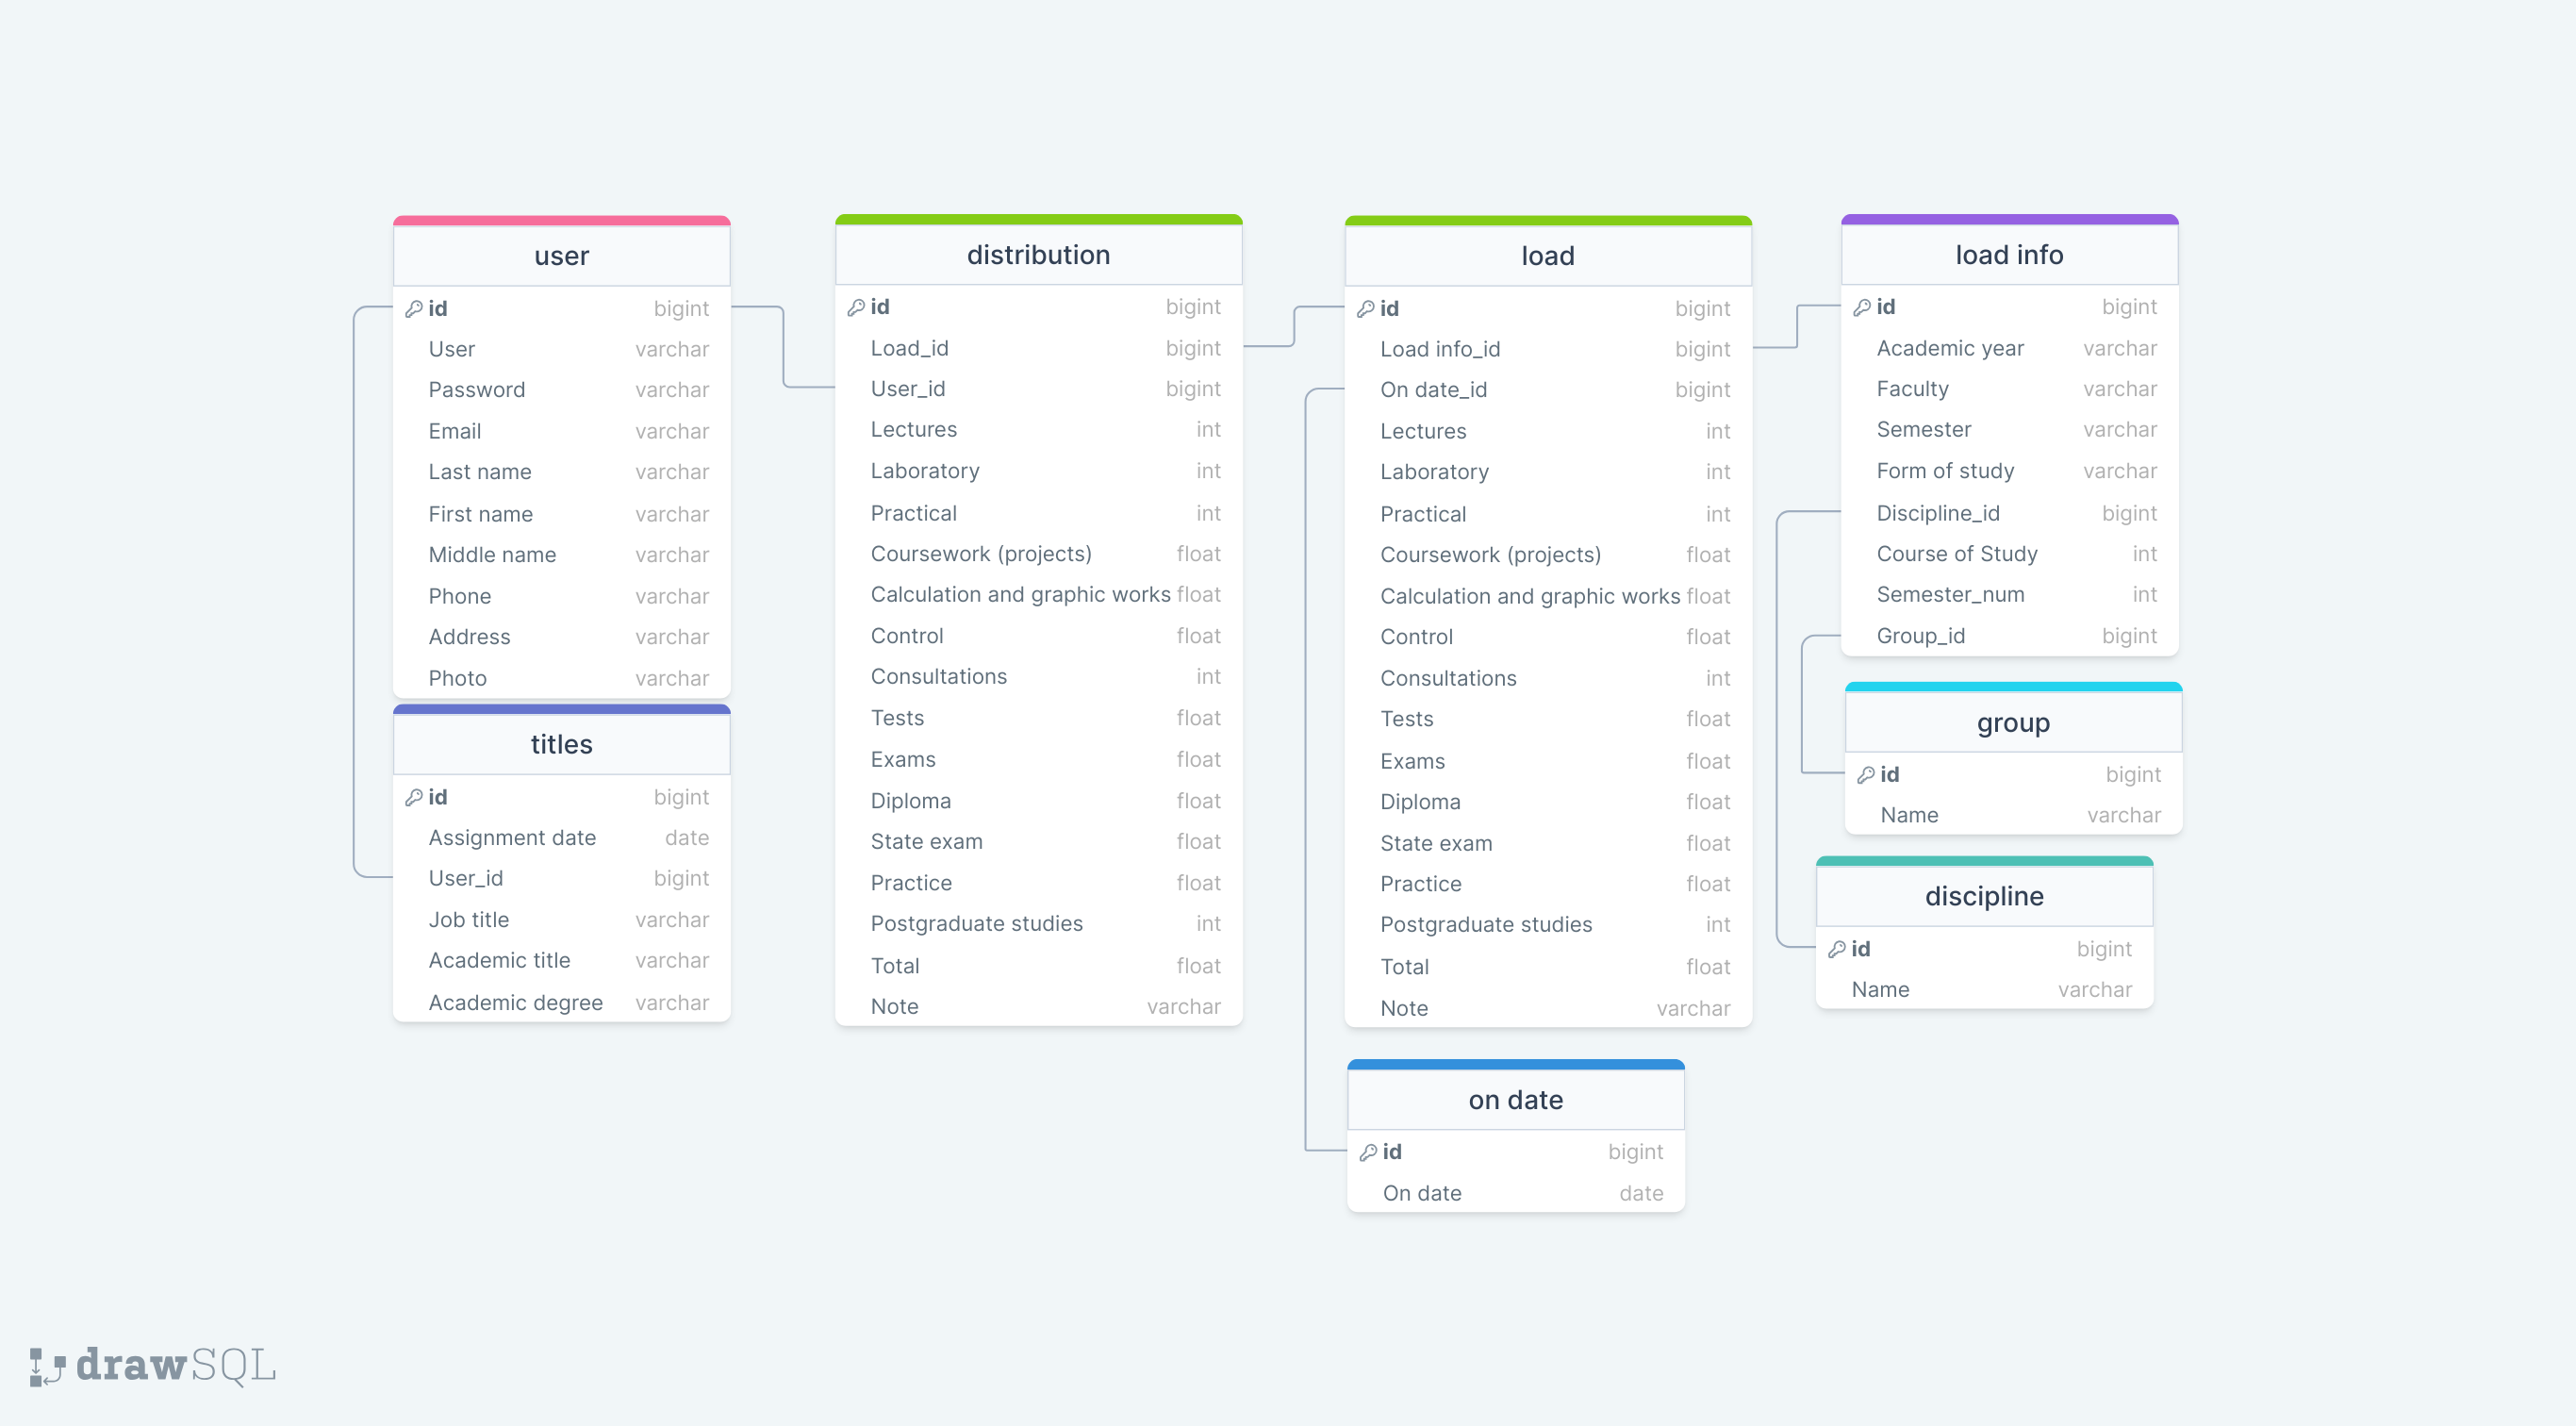 user
id bigint
User varchar
Password varchar
Email varchar
Last name varchar
First name varchar
Middle name varchar
Phone varchar
Address varchar
Photo varchar
titles
id bigint
Assignment date date
User_id bigint
Job title varchar
Academic title varchar
Academic degree varchar
distribution
id bigint
Load_id bigint
User_id bigint
Lectures int
Laboratory int
Practical int
Coursework (projects) float
Calculation and graphic works float
Control float
Consultations int
Tests float
Exams float
Diploma float
State exam float
Practice float
Postgraduate studies int
Total float
Note varchar
load
id bigint
Load info_id bigint
On date_id bigint
Lectures int
Laboratory int
Practical int
Coursework (projects) float
Calculation and graphic works float
Control float
Consultations int
Tests float
Exams float
Diploma float
State exam float
Practice float
Postgraduate studies int
Total float
Note varchar
on date
id bigint
On date date
load info
id bigint
Academic year varchar
Faculty varchar
Semester varchar
Form of study varchar
Discipline_id bigint
Course of Study int
Semester_num int
Group_id bigint
group
id bigint
Name varchar
discipline
id bigint
Name varchar
drawSQL